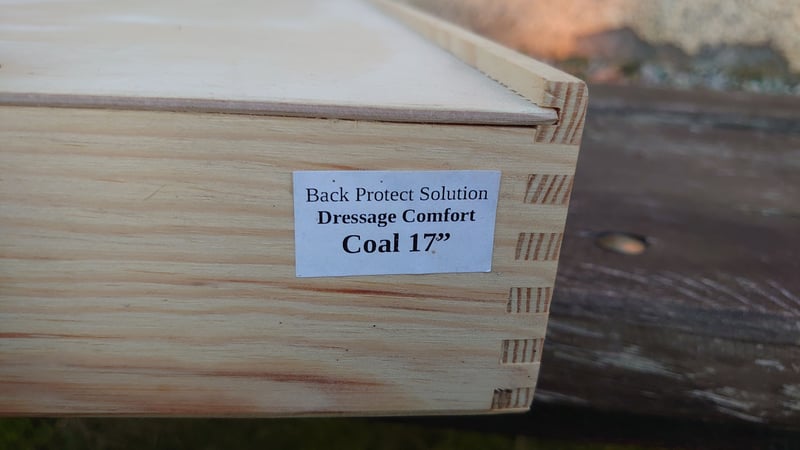 Back Protect Solution
Dressage Comfort
Coal 17”